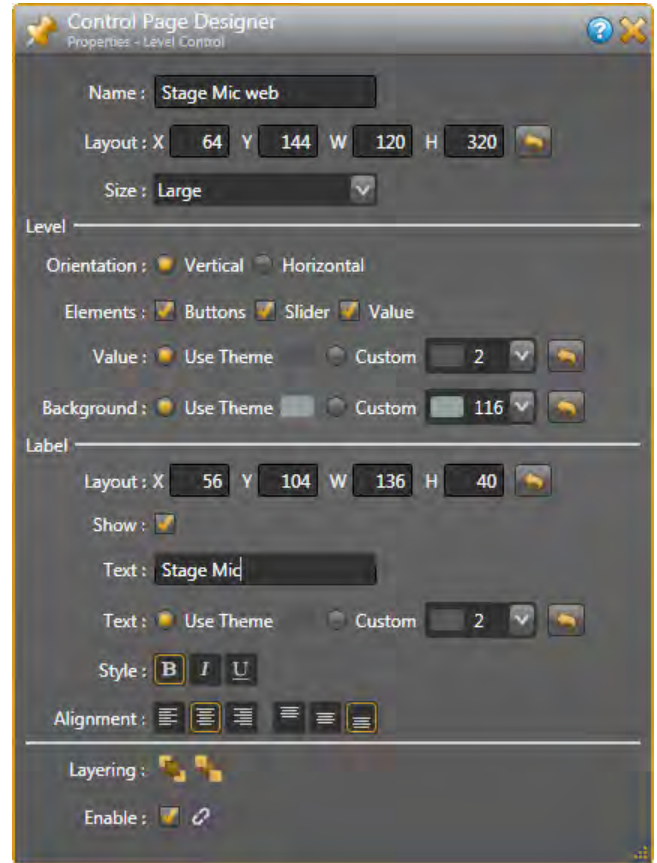 Control Page Designer
Properties - Level Control
Name : Stage Mic web
Layout : X 64 Y 144 W 120 H 320
Size : Large
Level
Orientation : Vertical Horizontal
Elements : Buttons Slider Value
Value : Use Theme Custom 2
Background : Use Theme Custom 116
Label
Layout : X 56 Y 104 W 136 H 40
Show :
Text : Stage Mic
Text : Use Theme Custom 2
Style : B I U
Alignment :
Layering :
Enable :